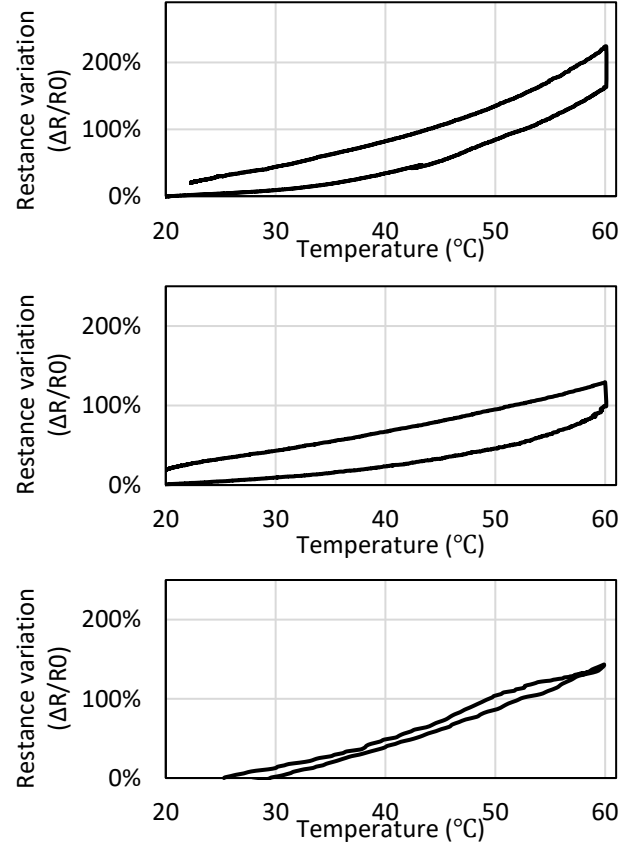 Restance variation
(ΔR/R0)
200%
100%
0%
20 30 40 50 60
Temperature (℃)
Restance variation
(ΔR/R0)
200%
100%
0%
20 30 40 50 60
Temperature (℃)
Restance variation
(ΔR/R0)
200%
100%
0%
20 30 40 50 60
Temperature (℃)